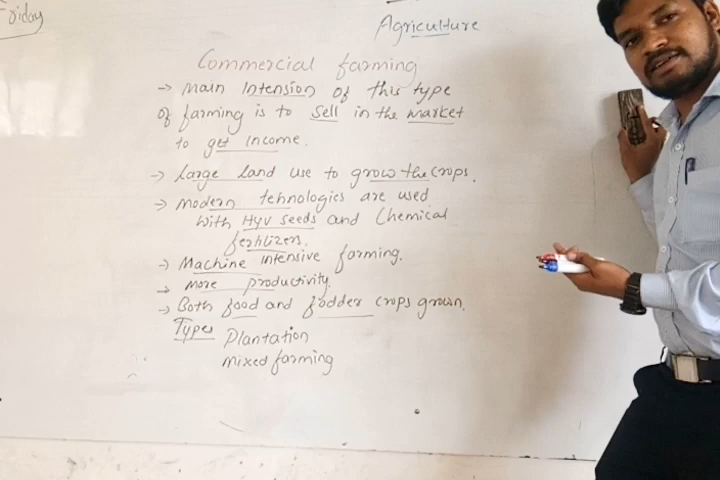 Friday
Agriculture
Commercial farming
→ Main Intension of this type
of farming is to sell in the market
to get income.
→ Large land use to grow the crops.
→ modern tehnologies are used
with HYV seeds and Chemical
fertilizers.
→ Machine intensive farming.
→ more productivity.
→ Both food and fodder crops grown.
Types Plantation
mixed farming